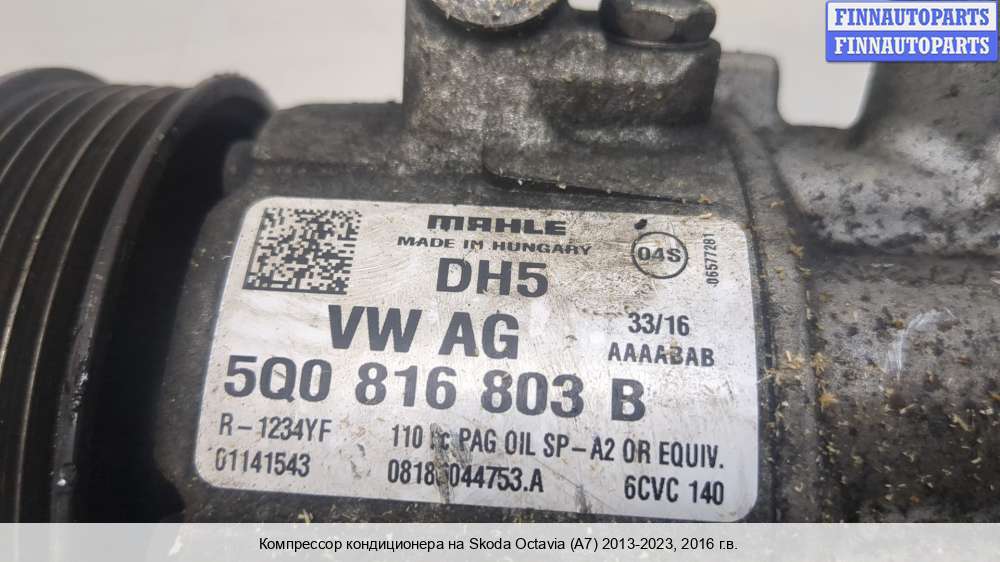 FINNAUTOPARTS
FINNAUTOPARTS
MAHLE
MADE IN HUNGARY
04S
06577281
DH5
VW AG
33/16
AAAABAB
5Q0 816 803 B
R-1234YF
110 PAG OIL SP-A2 OR EQUIV.
01141543
6CVC 140
Компрессор кондиционера на Skoda Octavia (A7) 2013-2023, 2016 г.в.